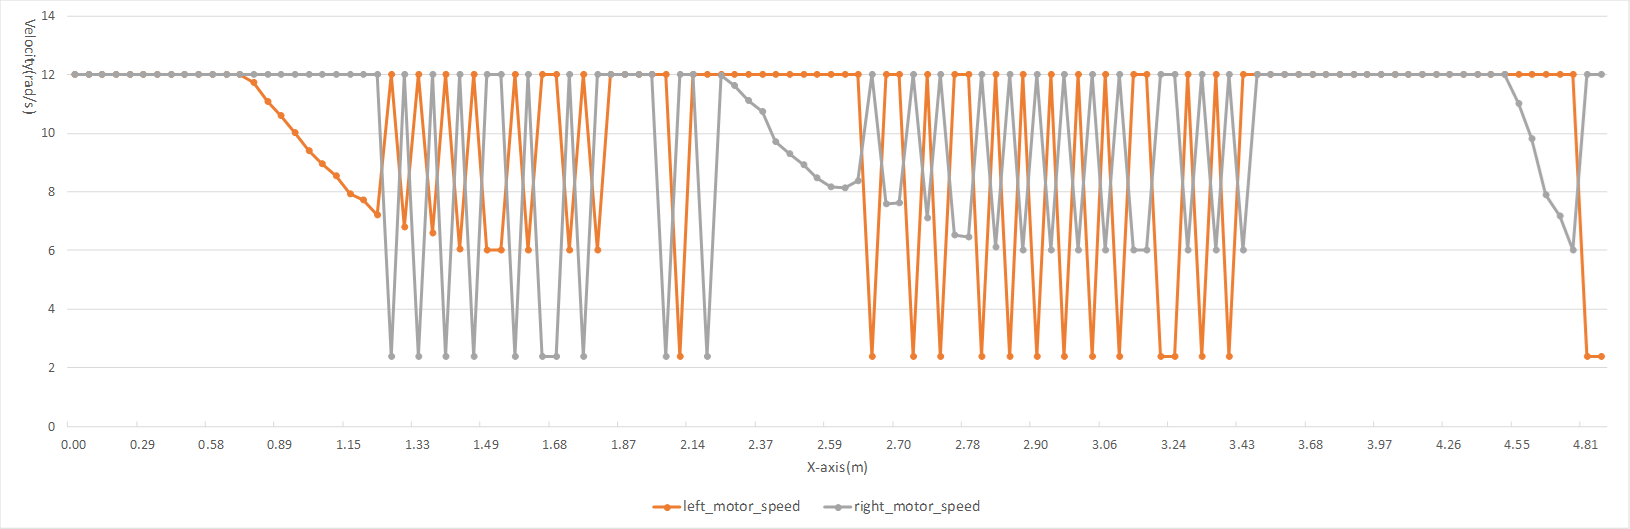 14
12
10
8
6
4
2
0
Velocity(rad/s)
0.00 0.29 0.58 0.89 1.15 1.33 1.49 1.68 1.87 2.14 2.37 2.59 2.70 2.78 2.90 3.06 3.24 3.43 3.68 3.97 4.26 4.55 4.81
X-axis(m)
left_motor_speed right_motor_speed